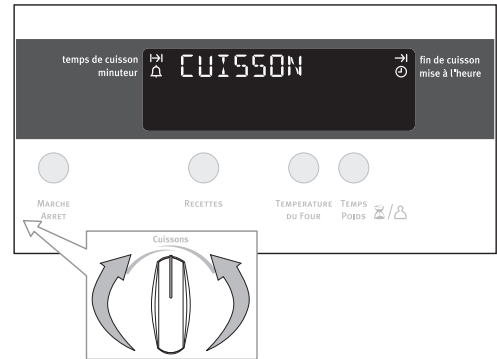 temps de cuisson
minuteur
CUISSON
fin de cuisson
mise à l'heure
MARCHE
ARRET
RECETTES
TEMPERATURE
DU FOUR
TEMPS
POIDS
/
Cuissons